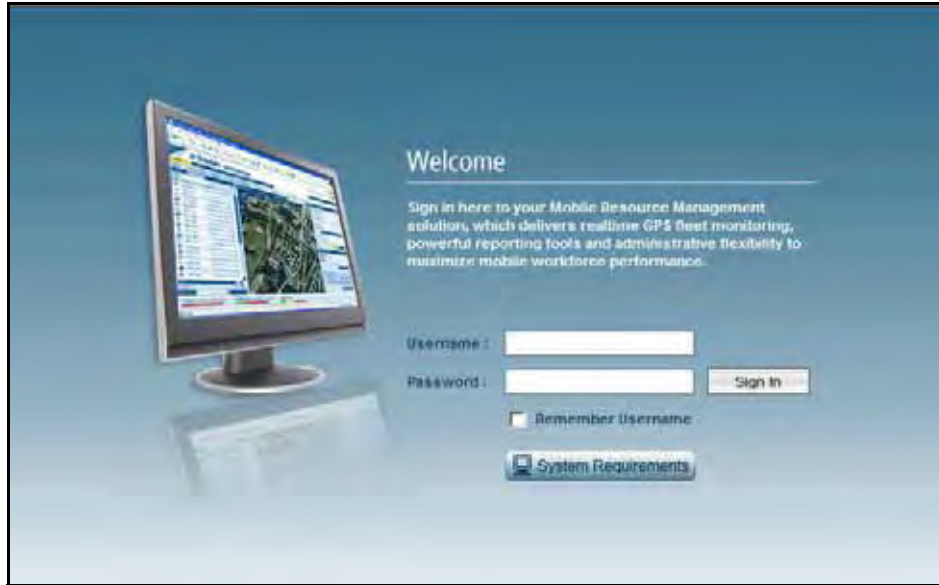 Welcome
Sign in here to your Mobile Resource Management
solution, which delivers realtime GPS fleet monitoring,
powerful reporting tools and administrative flexibility to
maximize mobile workforce performance.
Username :
Password :
Sign In
Remember Username
System Requirements